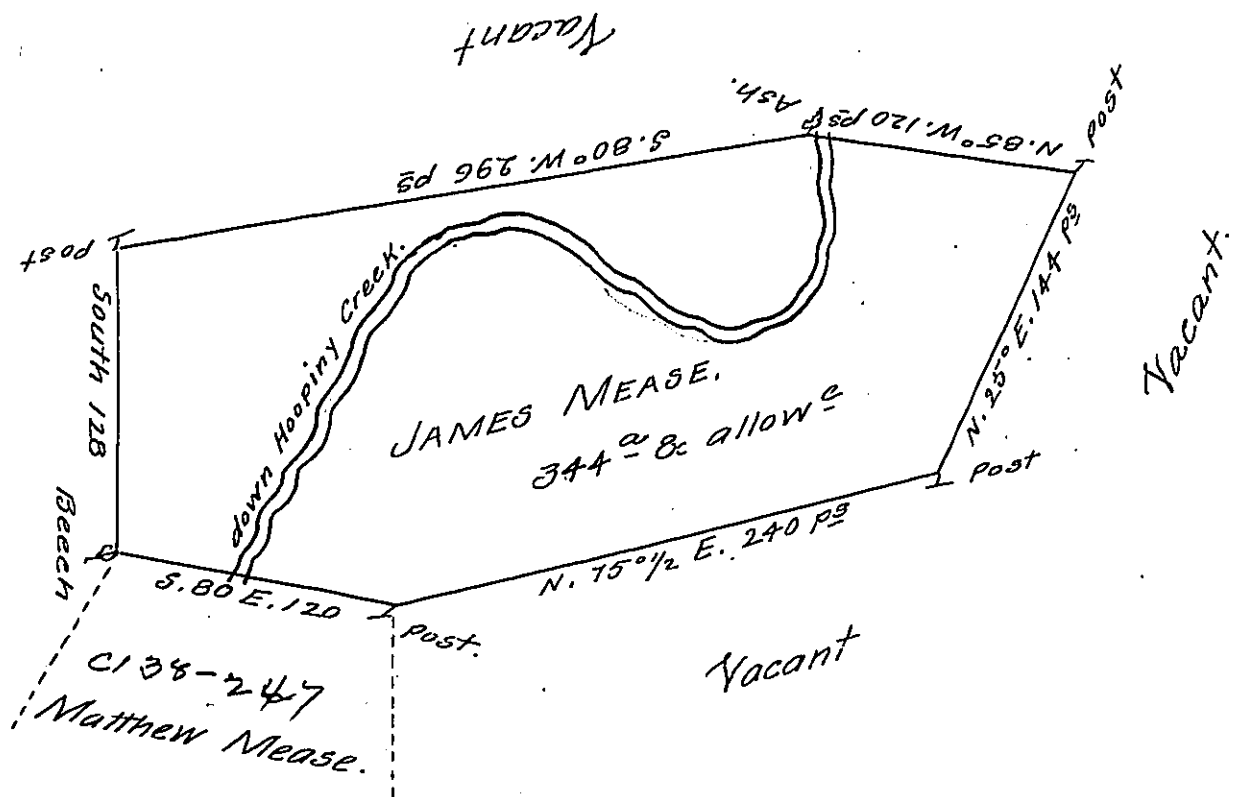 Vacant
Ash.
N. 85° W. 120 ps
post
S. 80° W. 296 ps
post
South 128
down Hoopiny Creek.
N. 25° E. 144 ps
Vacant.
JAMES MEASE.
344 a & allow c
Post
N. 75° 1/2 E. 240 ps
Beech
S. 80 E. 120
Post.
Vacant
C138-247
Matthew Mease.